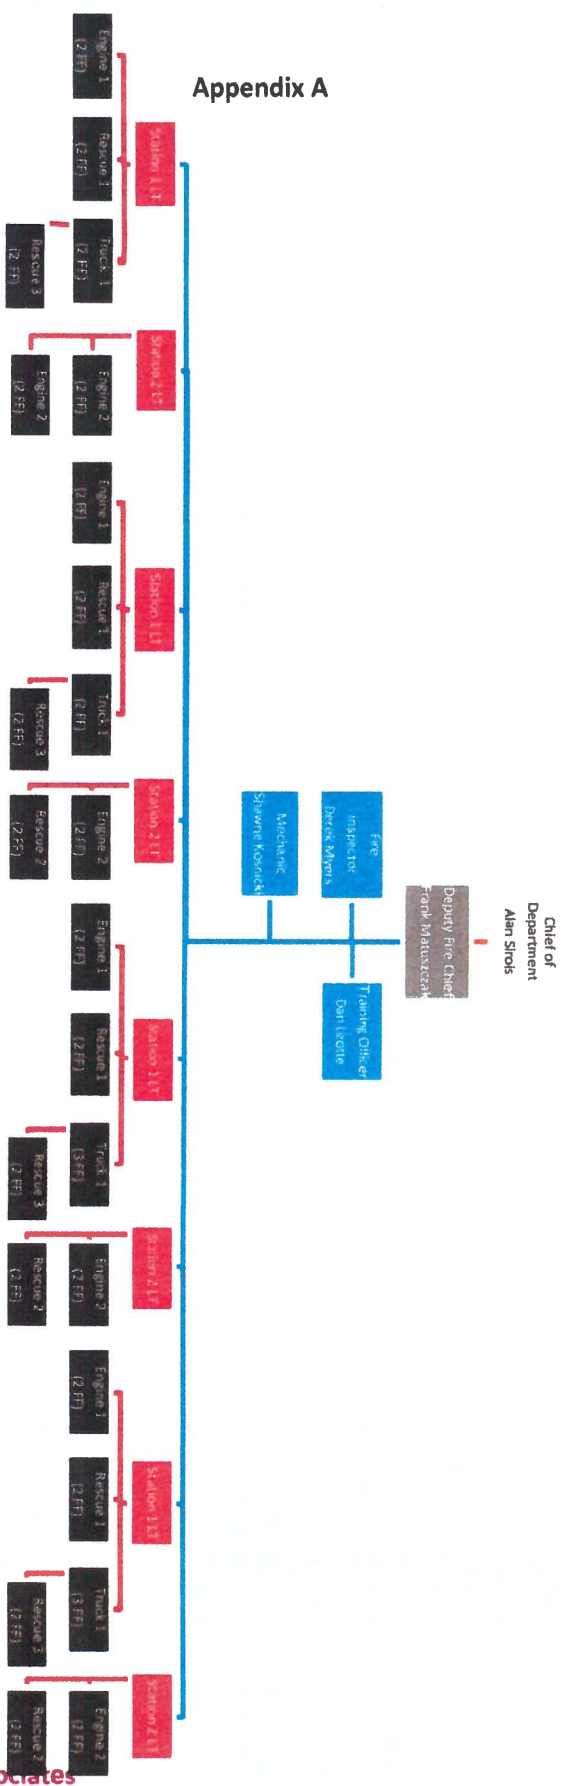 Appendix A
Chief of
Department
Alan Sirois
Deputy Fire Chief
Frank Matuszczak
Fire
Inspector
Derek Myers
Training Officer
Dan
Mechanic
Shawne Kosnicki
Station 1 LT
Engine 1
(2 FF)
Rescue 1
(2 FF)
Truck 1
(2 FF)
Rescue 3
(2 FF)
Station 2 LT
Engine 2
(2 FF)
Engine 2
(2 FF)
Station 1 LT
Engine 1
(2 FF)
Rescue 1
(2 FF)
Truck 1
(2 FF)
Rescue 3
(2 FF)
Station 2 LT
Engine 2
(2 FF)
Rescue 2
(2 FF)
Station 1 LT
Engine 1
(2 FF)
Rescue 1
(2 FF)
Truck 1
(3 FF)
Rescue 3
(2 FF)
Station 2 LT
Engine 2
(2 FF)
Rescue 2
(2 FF)
Station 1 LT
Engine 1
(2 FF)
Rescue 1
(2 FF)
Truck 1
(3 FF)
Rescue 3
(2 FF)
Station 2 LT
Engine 2
(2 FF)
Rescue 2
(2 FF)
ociates